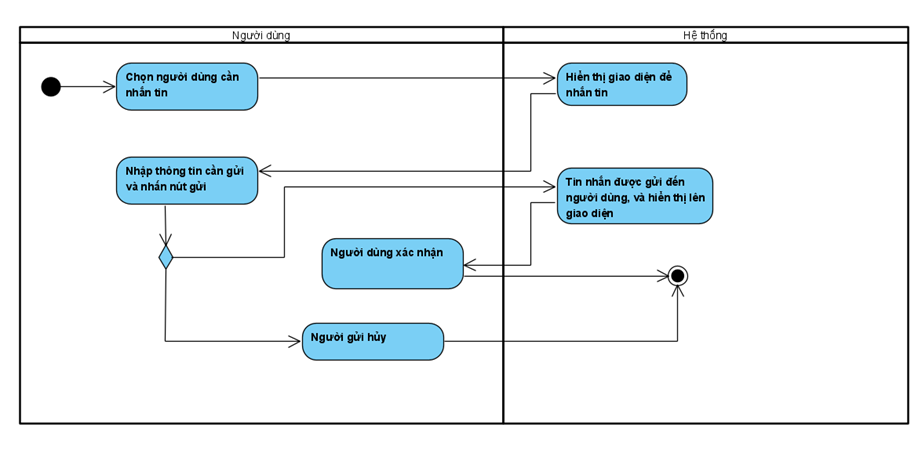 Người dùng
Hệ thống
Chọn người dùng cần
nhắn tin
Hiển thị giao diện để
nhắn tin
Nhập thông tin cần gửi
và nhấn nút gửi
Tin nhắn được gửi đến
người dùng, và hiển thị lên
giao diện
Người dùng xác nhận
Người gửi hủy